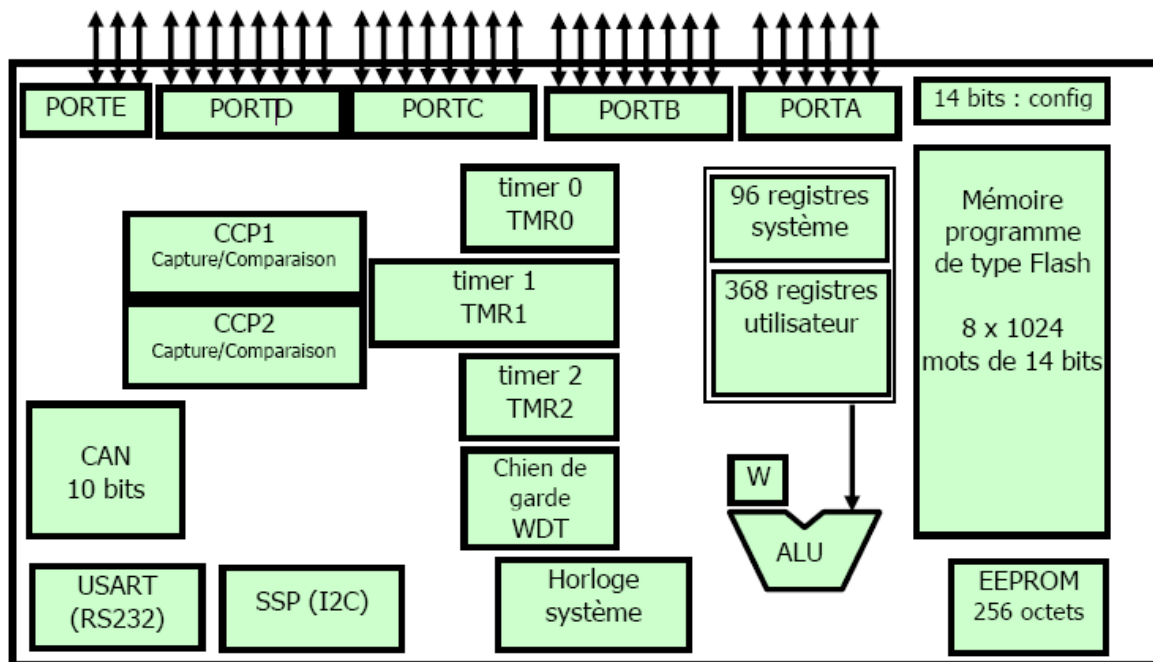 PORTE
PORTD
PORTC
PORTB
PORTA
14 bits : config
timer 0
TMR0
96 registres
système
Mémoire
programme
de type Flash
8 x 1024
mots de 14 bits
CCP1
Capture/Comparaison
timer 1
TMR1
368 registres
utilisateur
CCP2
Capture/Comparaison
timer 2
TMR2
CAN
10 bits
Chien de
garde
WDT
W
ALU
USART
(RS232)
SSP (I2C)
Horloge
système
EEPROM
256 octets